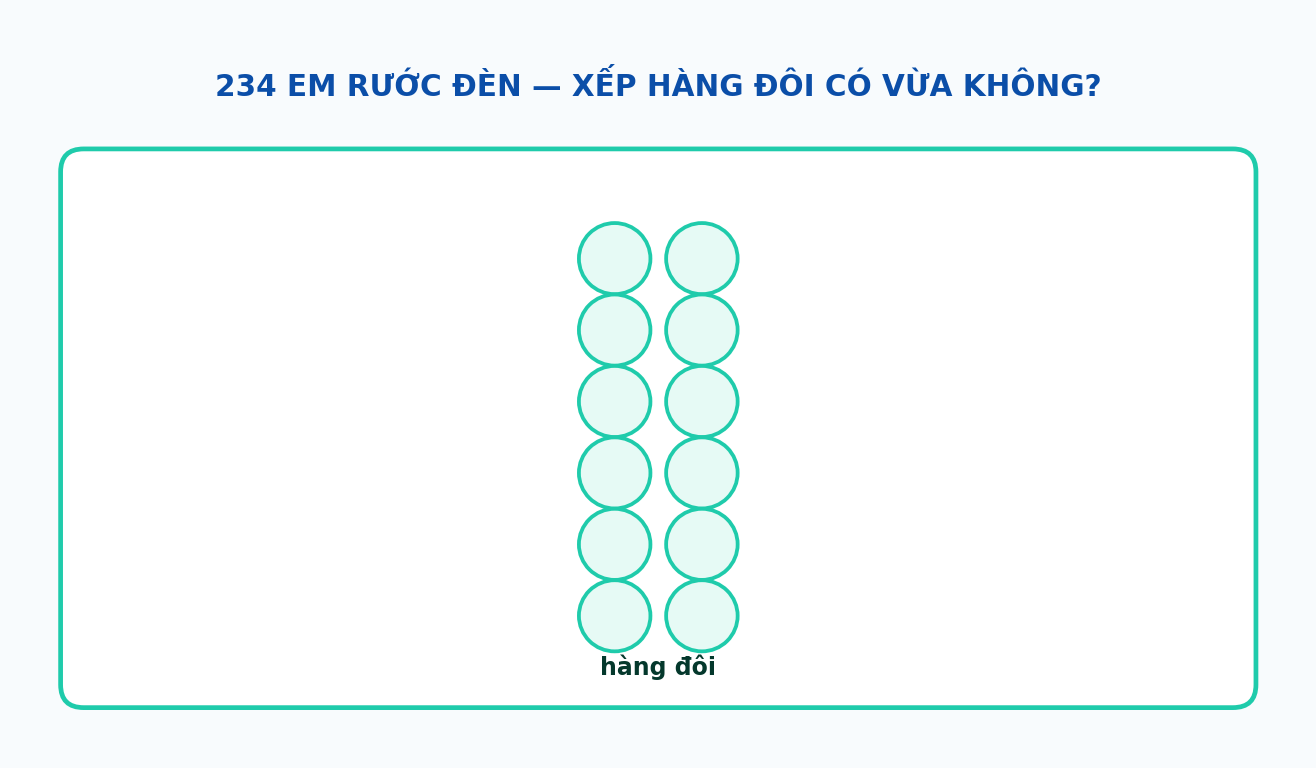 234 EM RƯỚC ĐÈN — XẾP HÀNG ĐÔI CÓ VỪA KHÔNG?
hàng đôi